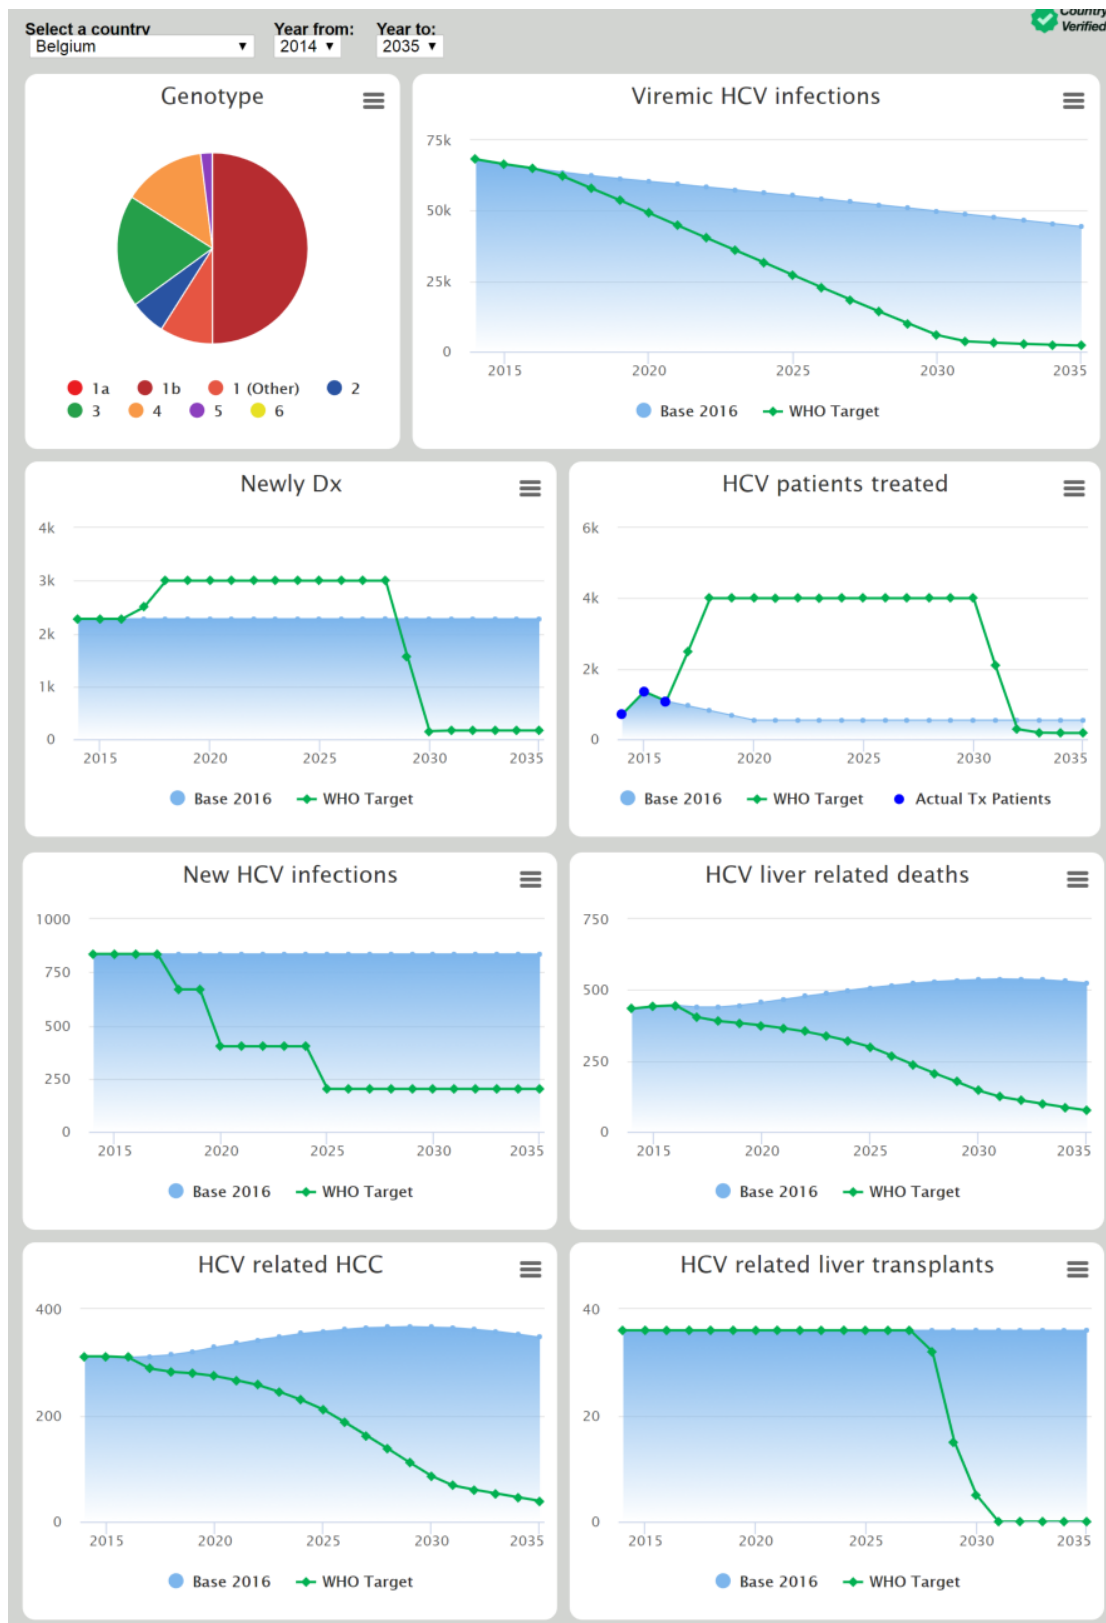 Select a country Year from: Year to:
Belgium 2014 2035
Country
Verified
Genotype
1a 1b 1 (Other) 2
3 4 5 6
Viremic HCV infections
75k
50k
25k
0
2015 2020 2025 2030 2035
Base 2016 WHO Target
Newly Dx
4k
3k
2k
1k
0
2015 2020 2025 2030 2035
Base 2016 WHO Target
HCV patients treated
6k
4k
2k
0
2015 2020 2025 2030 2035
Base 2016 WHO Target Actual Tx Patients
New HCV infections
1000
750
500
250
0
2015 2020 2025 2030 2035
Base 2016 WHO Target
HCV liver related deaths
750
500
250
0
2015 2020 2025 2030 2035
Base 2016 WHO Target
HCV related HCC
400
200
0
2015 2020 2025 2030 2035
Base 2016 WHO Target
HCV related liver transplants
40
20
0
2015 2020 2025 2030 2035
Base 2016 WHO Target